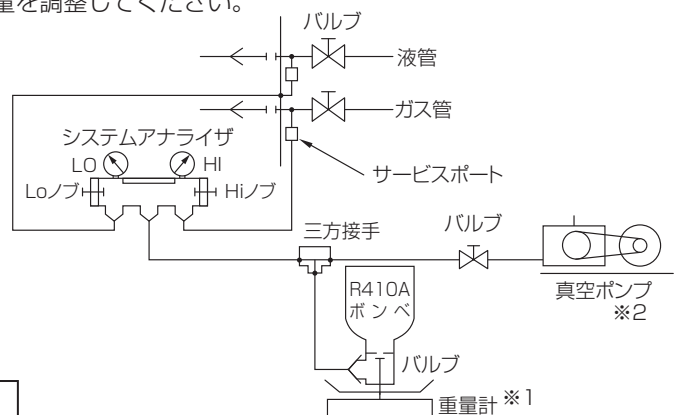 量を調整してください。
バルブ
液管
ガス管
システムアナライザ
LO
HI
Loノブ
Hiノブ
サービスポート
三方接手
バルブ
R410A
ボンベ
真空ポンプ
※2
バルブ
重量計 ※1